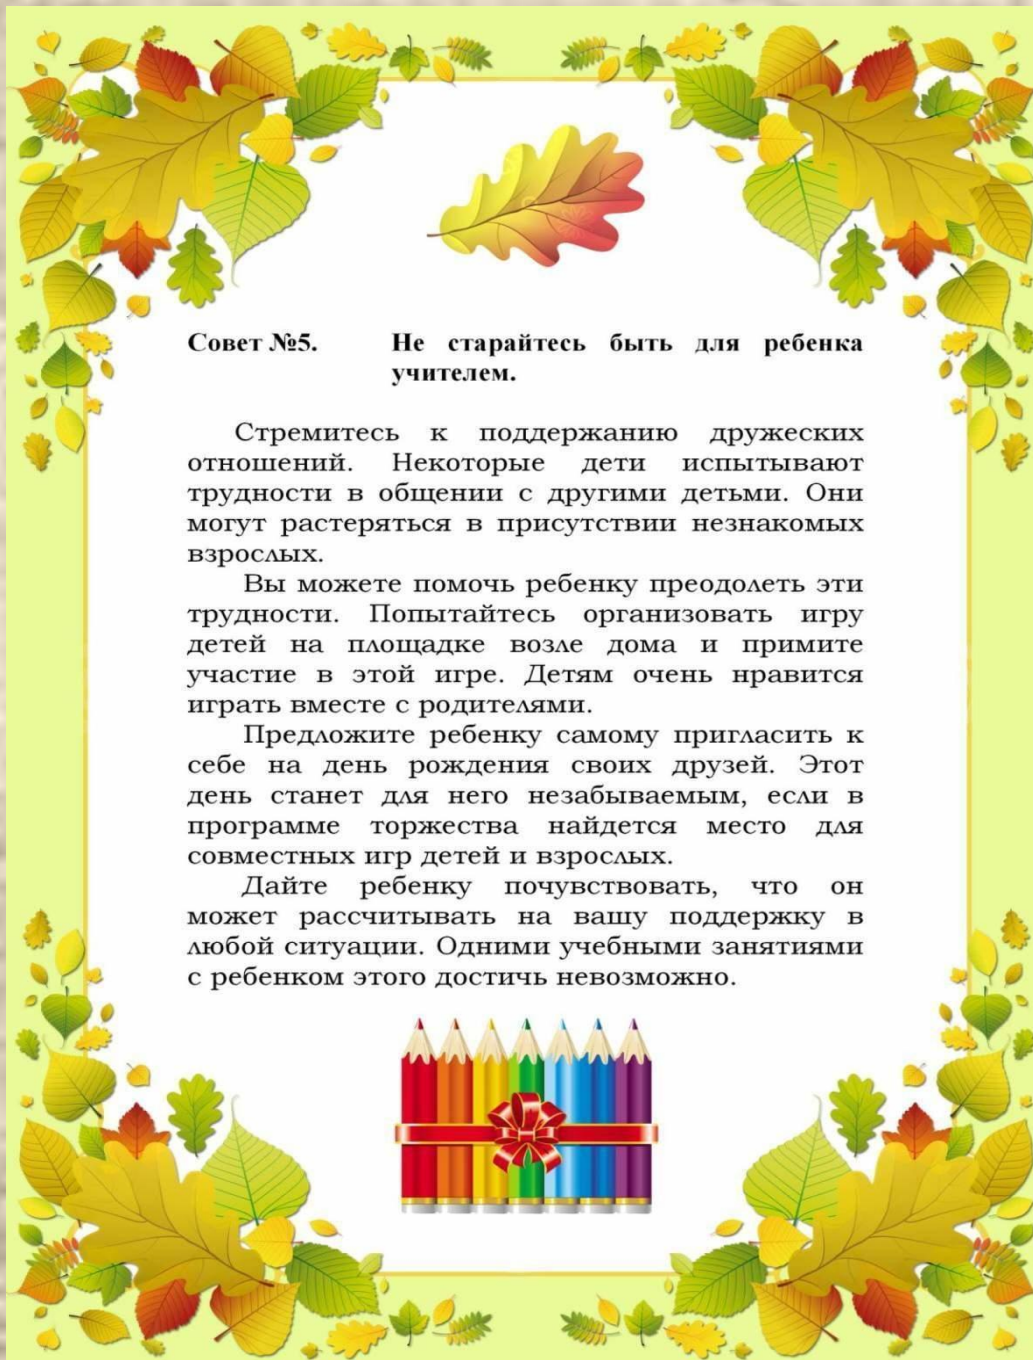 Совет №5. Не старайтесь быть для ребенка
учителем.
Стремитесь к поддержанию дружеских
отношений. Некоторые дети испытывают
трудности в общении с другими детьми. Они
могут растеряться в присутствии незнакомых
взрослых.
Вы можете помочь ребенку преодолеть эти
трудности. Попытайтесь организовать игру
детей на площадке возле дома и примите
участие в этой игре. Детям очень нравится
играть вместе с родителями.
Предложите ребенку самому пригласить к
себе на день рождения своих друзей. Этот
день станет для него незабываемым, если в
программе торжества найдется место для
совместных игр детей и взрослых.
Дайте ребенку почувствовать, что он
может рассчитывать на вашу поддержку в
любой ситуации. Одними учебными занятиями
с ребенком этого достичь невозможно.